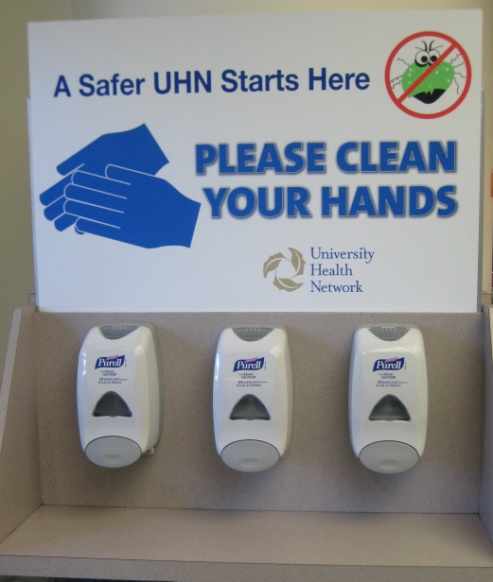 A Safer UHN Starts Here
PLEASE CLEAN
YOUR HANDS
University
Health
Network
Purell
Purell
Purell